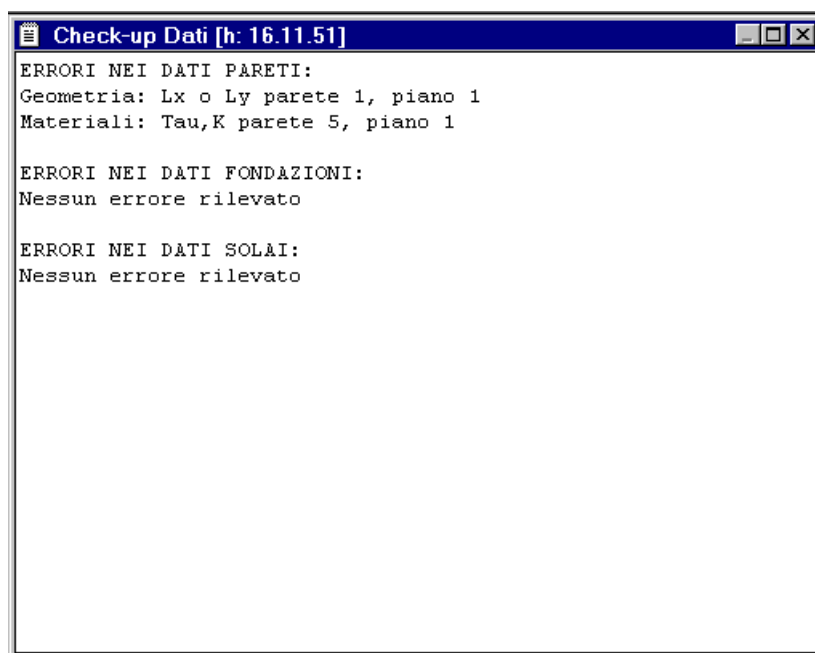 Check-up Dati [h: 16.11.51]
ERRORI NEI DATI PARETI:
Geometria: Lx o Ly parete 1, piano 1
Materiali: Tau,K parete 5, piano 1
ERRORI NEI DATI FONDAZIONI:
Nessun errore rilevato
ERRORI NEI DATI SOLAI:
Nessun errore rilevato